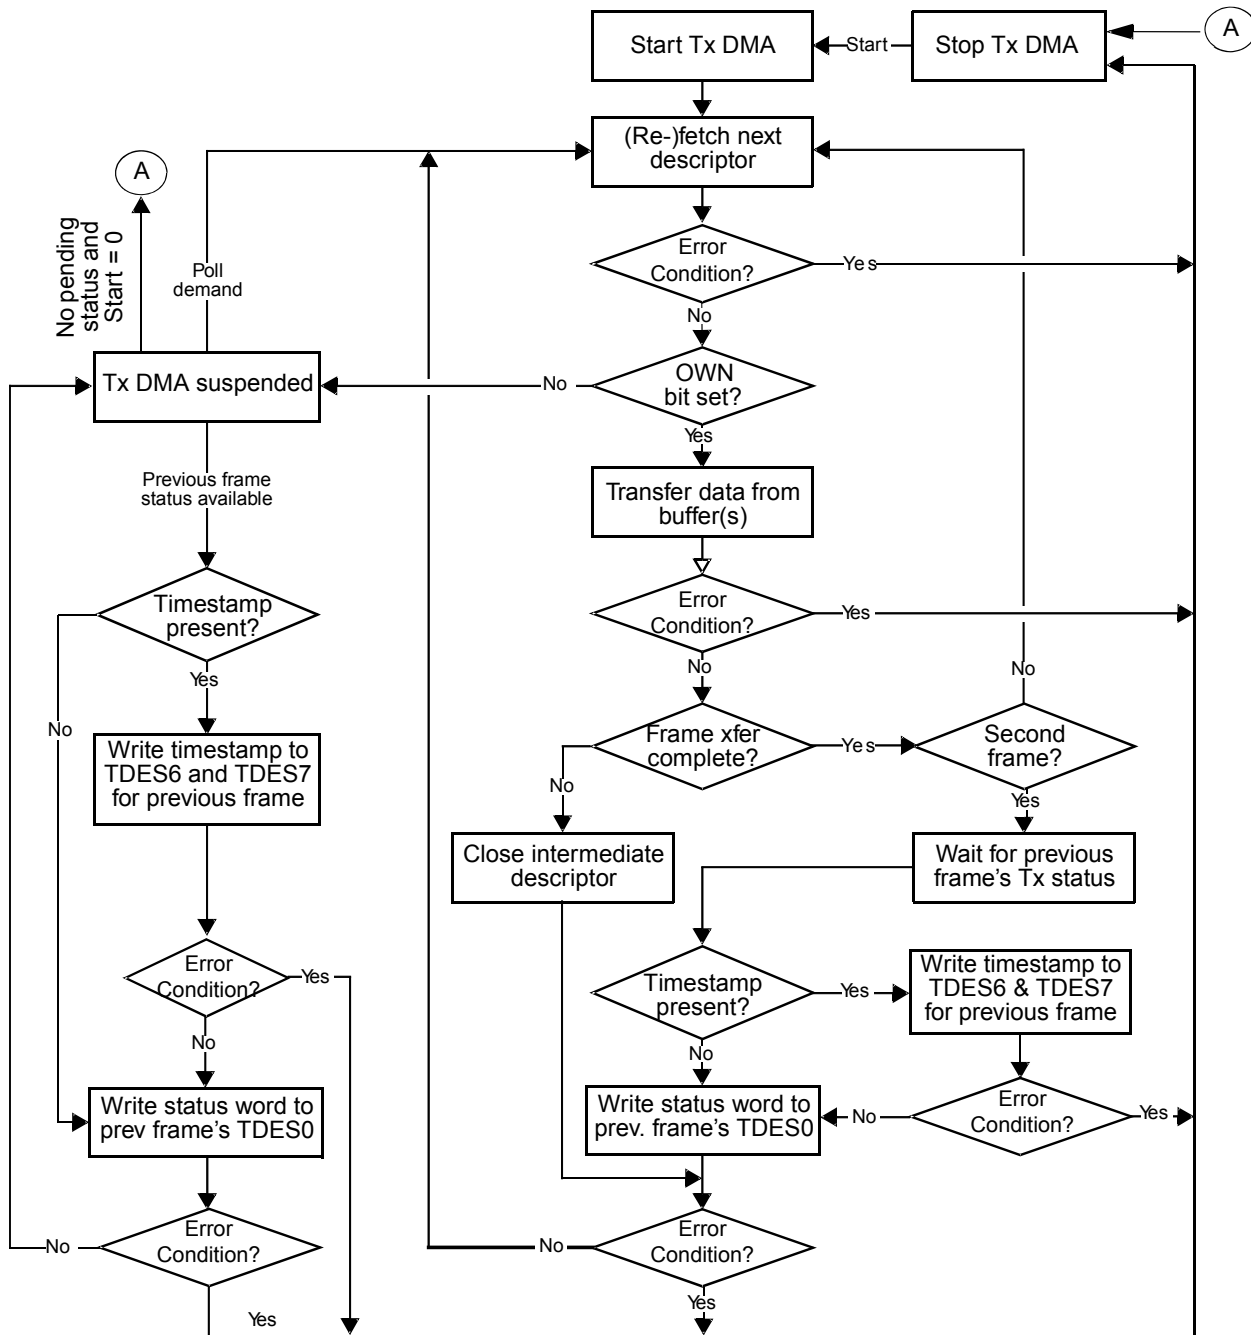 Start Tx DMA
Start
Stop Tx DMA
A
(Re-)fetch next
descriptor
A
No pending
status and
Start = 0
Poll
demand
Error
Condition?
Yes
No
Tx DMA suspended
No
OWN
bit set?
Yes
Previous frame
status available
Transfer data from
buffer(s)
Timestamp
present?
Error
Condition?
Yes
No
Yes
No
No
Write timestamp to
TDES6 and TDES7
for previous frame
Frame xfer
complete?
Yes
Second
frame?
No
Yes
Close intermediate
descriptor
Wait for previous
frame's Tx status
Error
Condition?
Yes
No
Timestamp
present?
Yes
Write timestamp to
TDES6 & TDES7
for previous frame
No
Write status word to
prev frame's TDES0
Write status word to
prev. frame's TDES0
No
Error
Condition?
Yes
No
Error
Condition?
Yes
No
Error
Condition?
Yes